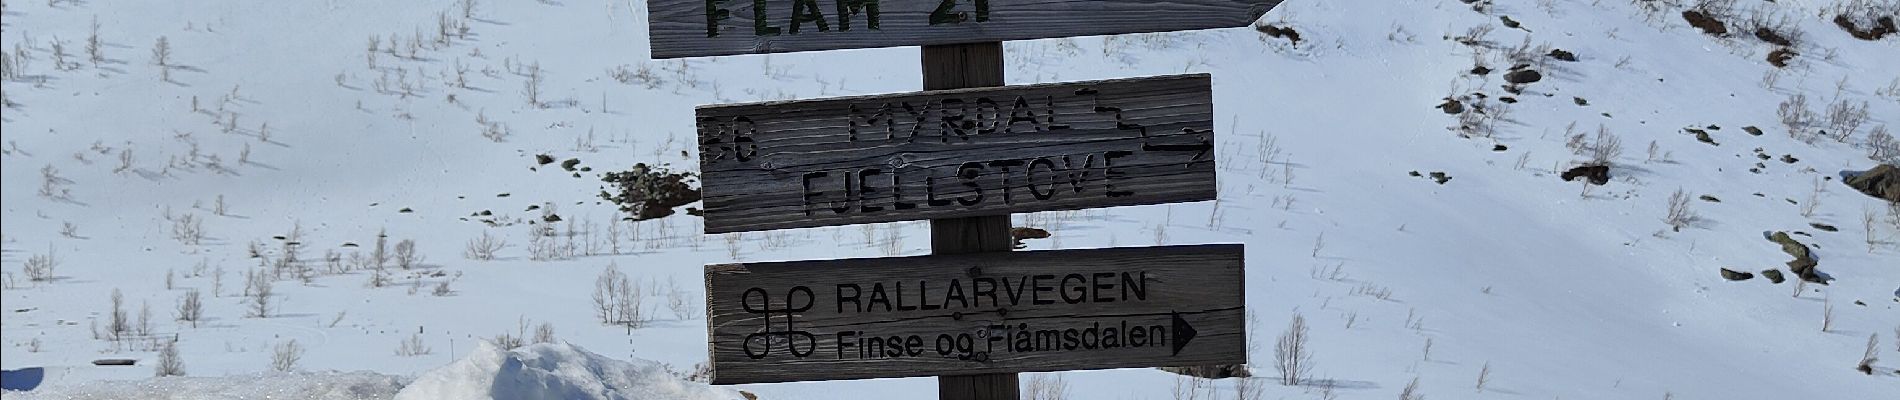 FLÅM 21
MYRDAL
FJELLSTOVE
RALLARVEGEN
Finse og Flåmsdalen